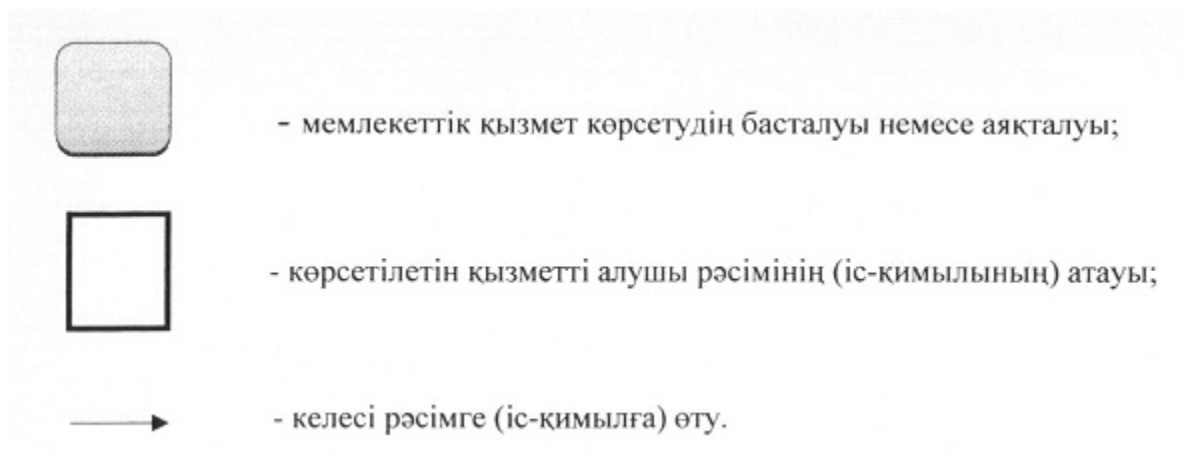 - мемлекеттік қызмет көрсетудің басталуы немесе аяқталуы;
- көрсетілетін қызметті алушы рәсімінің (іс-қимылының) атауы;
- келесі рәсімге (іс-қимылға) өту.